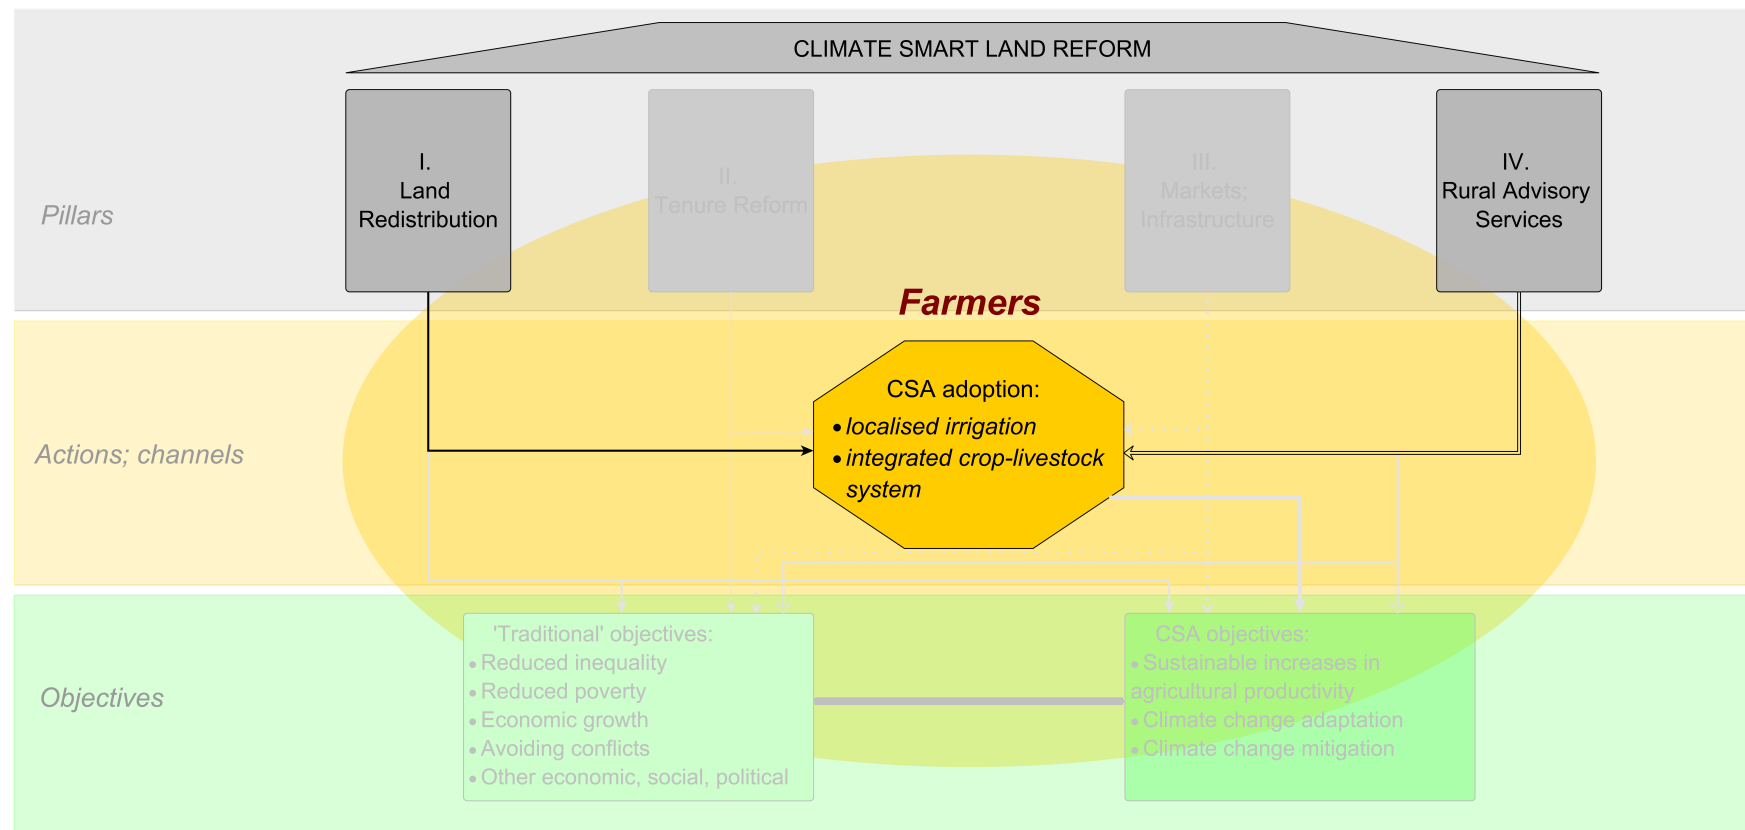 CLIMATE SMART LAND REFORM
I.
Land
Redistribution
II.
Tenure Reform
III.
Markets;
Infrastructure
IV.
Rural Advisory
Services
Pillars
Farmers
Actions; channels
CSA adoption:
• localised irrigation
• integrated crop-livestock
system
Objectives
'Traditional' objectives:
• Reduced inequality
• Reduced poverty
• Economic growth
• Avoiding conflicts
• Other economic, social, political
CSA objectives:
• Sustainable increases in
agricultural productivity
• Climate change adaptation
• Climate change mitigation